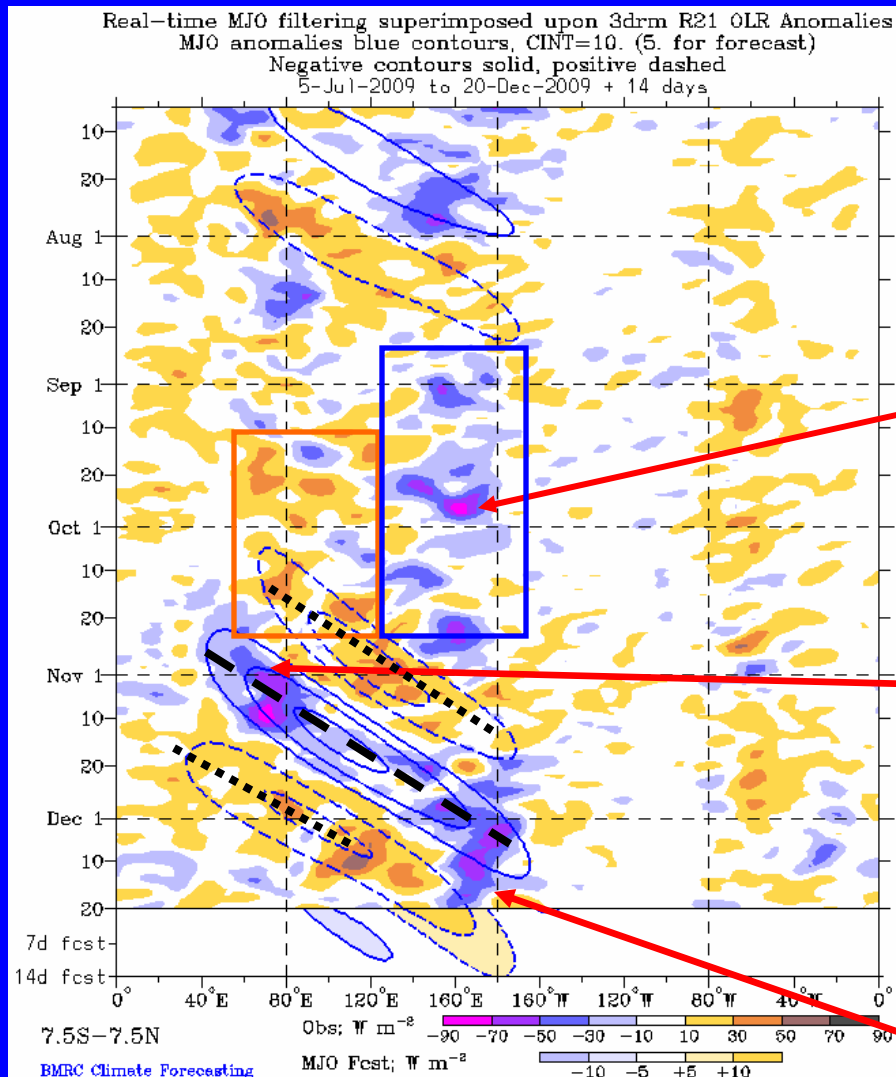 Real-time MJO filtering superimposed upon 3drm R21 OLR Anomalies
MJO anomalies blue contours, CINT=10. (5. for forecast)
Negative contours solid, positive dashed
5-Jul-2009 to 20-Dec-2009 + 14 days
10
20
Aug 1
10
20
Sep 1
10
20
Oct 1
10
20
Nov 1
10
20
Dec 1
10
20
7d fcst
14d fcst
0° 40°E 80°E 120°E 160°E 160°W 120°W 80°W 40°W 0°
7.5S-7.5N
Obs; W m⁻²
-90 -70 -50 -30 -10 10 30 50 70 90
BMRC Climate Forecasting
MJO Fcst; W m⁻²
-10 -5 +5 +10